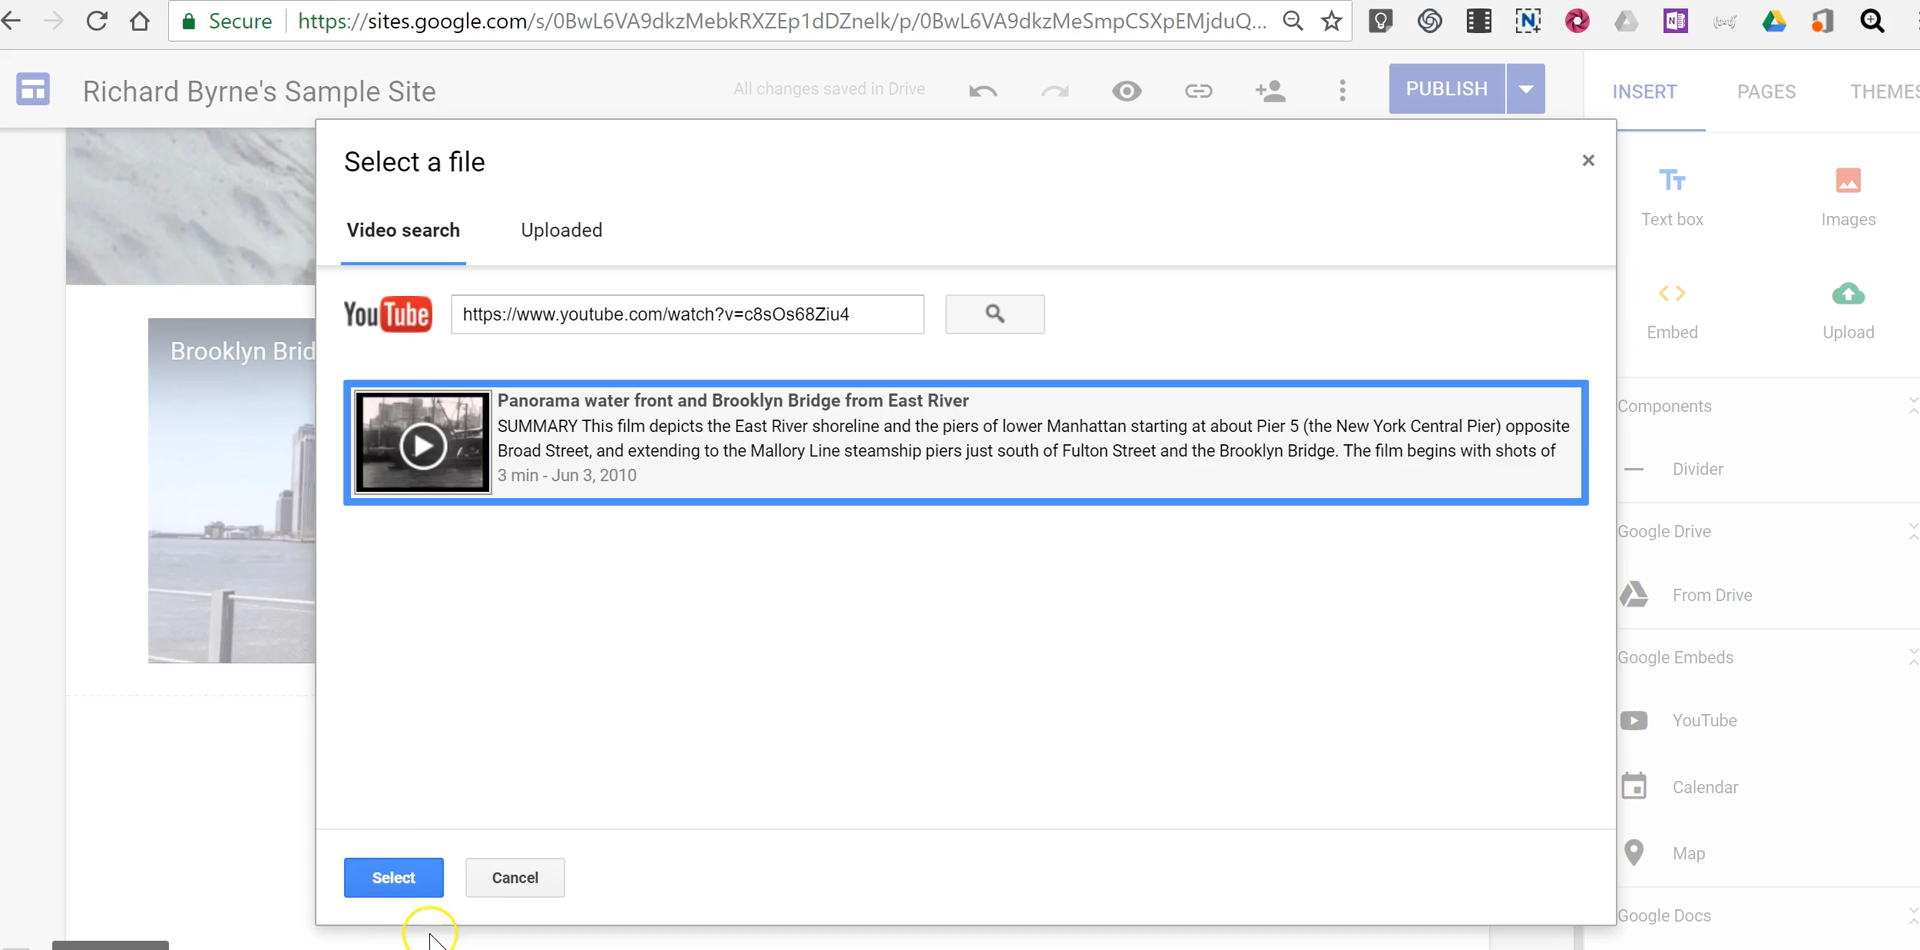 Secure https://sites.google.com/s/0BwL6VA9dkzMebkRXZEp1dDZnelk/p/0BwL6VA9dkzMeSmpCSXpEMjduQ...
Richard Byrne's Sample Site
All changes saved in Drive
PUBLISH
INSERT PAGES THEMES
Select a file
×
Video search Uploaded
YouTube https://www.youtube.com/watch?v=c8sOs68Ziu4
Panorama water front and Brooklyn Bridge from East River
SUMMARY This film depicts the East River shoreline and the piers of lower Manhattan starting at about Pier 5 (the New York Central Pier) opposite
Broad Street, and extending to the Mallory Line steamship piers just south of Fulton Street and the Brooklyn Bridge. The film begins with shots of
3 min - Jun 3, 2010
Select Cancel
Brooklyn Brid
Tт
Text box Images
Embed Upload
Components
Divider
Google Drive
From Drive
Google Embeds
YouTube
Calendar
Map
Google Docs